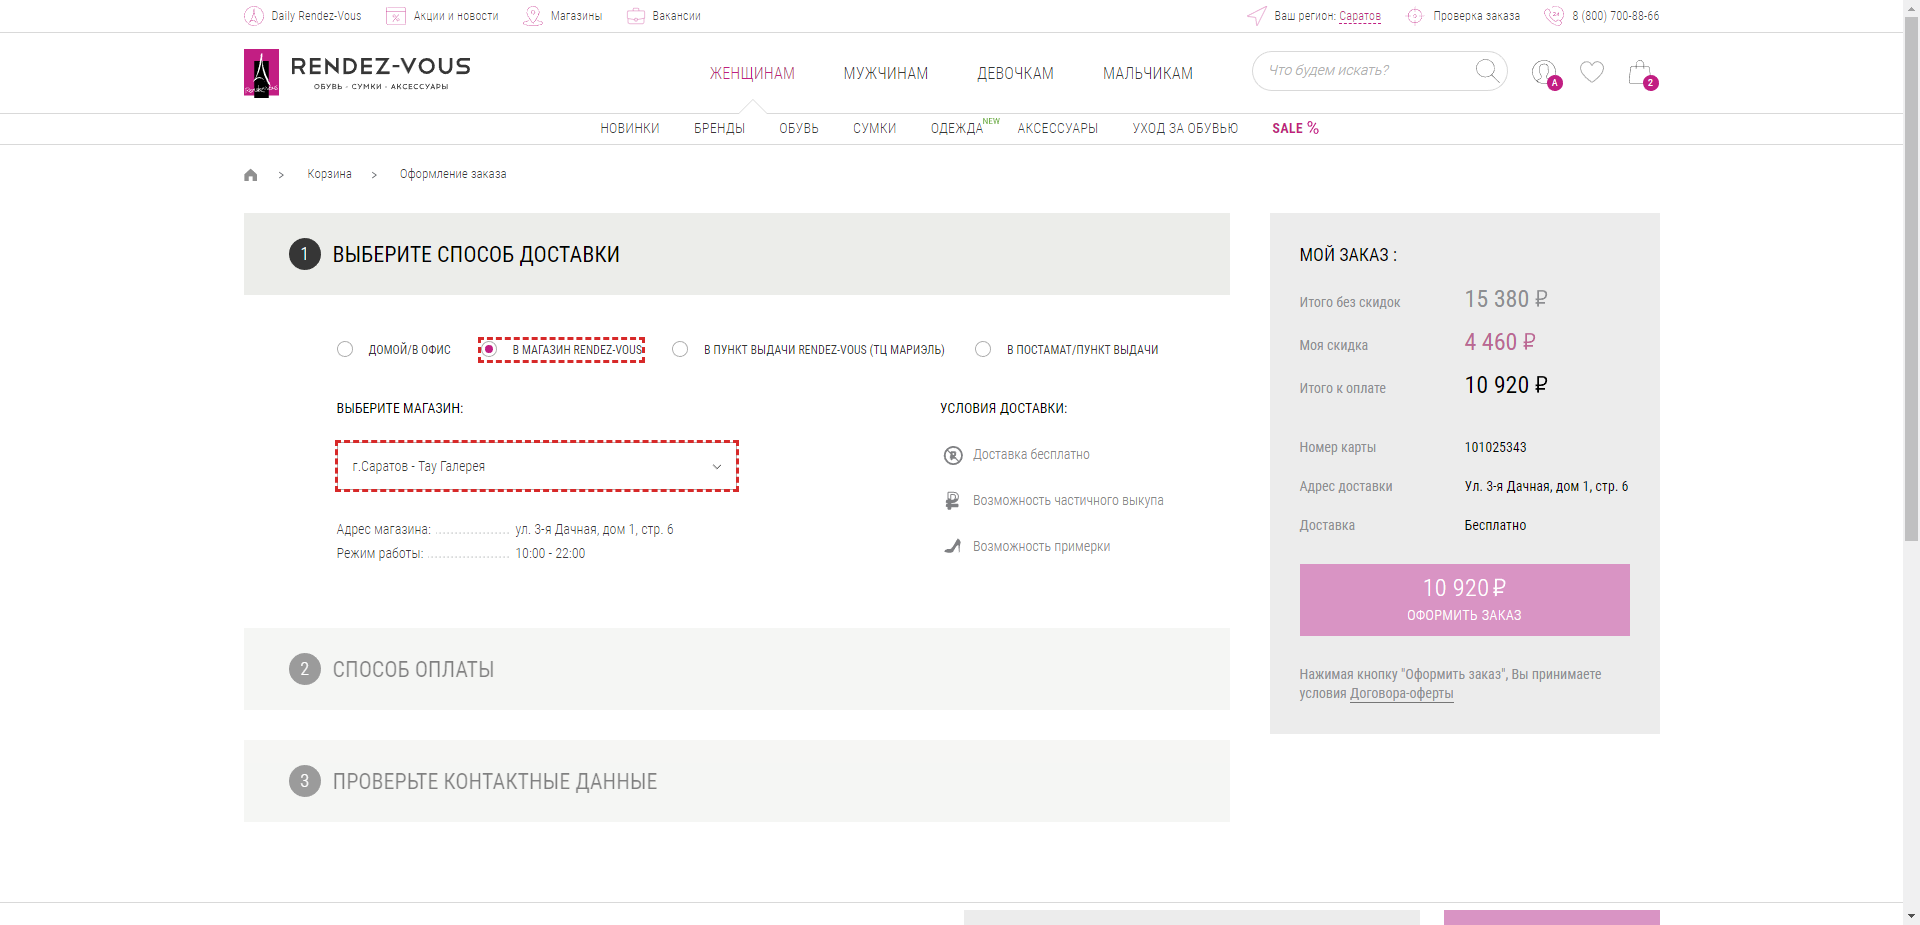 Daily Rendez-Vous
Акции и новости
Магазины
Вакансии
Ваш регион: Саратов
Проверка заказа
8 (800) 700-88-66
RENDEZ-VOUS
ОБУВЬ · СУМКИ · АКСЕССУАРЫ
ЖЕНЩИНАМ
МУЖЧИНАМ
ДЕВОЧКАМ
МАЛЬЧИКАМ
Что будем искать?
A
2
НОВИНКИ
БРЕНДЫ
ОБУВЬ
СУМКИ
ОДЕЖДА NEW
АКСЕССУАРЫ
УХОД ЗА ОБУВЬЮ
SALE %
> Корзина > Оформление заказа
1 ВЫБЕРИТЕ СПОСОБ ДОСТАВКИ
ДОМОЙ/В ОФИС
В МАГАЗИН RENDEZ-VOUS
В ПУНКТ ВЫДАЧИ RENDEZ-VOUS (ТЦ МАРИЭЛЬ)
В ПОСТАМАТ/ПУНКТ ВЫДАЧИ
ВЫБЕРИТЕ МАГАЗИН:
г.Саратов - Тау Галерея
Адрес магазина: ул. 3-я Дачная, дом 1, стр. 6
Режим работы: 10:00 - 22:00
УСЛОВИЯ ДОСТАВКИ:
Доставка бесплатно
Возможность частичного выкупа
Возможность примерки
2 СПОСОБ ОПЛАТЫ
3 ПРОВЕРЬТЕ КОНТАКТНЫЕ ДАННЫЕ
МОЙ ЗАКАЗ :
Итого без скидок 15 380 ₽
Моя скидка 4 460 ₽
Итого к оплате 10 920 ₽
Номер карты 101025343
Адрес доставки Ул. 3-я Дачная, дом 1, стр. 6
Доставка Бесплатно
10 920 ₽
ОФОРМИТЬ ЗАКАЗ
Нажимая кнопку "Оформить заказ", Вы принимаете
условия Договора-оферты